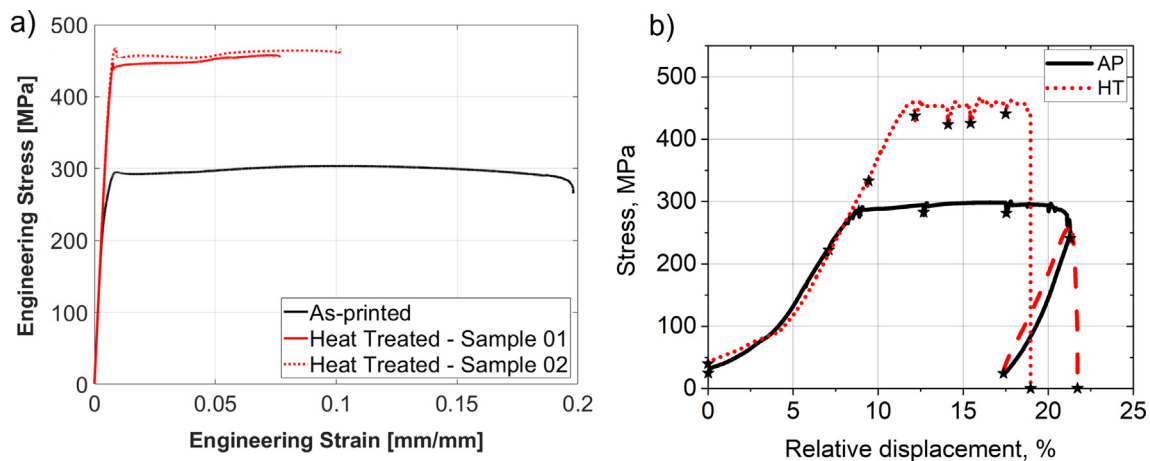 a)
Engineering Stress [MPa]
500
400
300
200
100
0
As-printed
Heat Treated - Sample 01
Heat Treated - Sample 02
0
0.05
0.1
0.15
0.2
Engineering Strain [mm/mm]
b)
Stress, MPa
500
400
300
200
100
0
AP
HT
0
5
10
15
20
25
Relative displacement, %